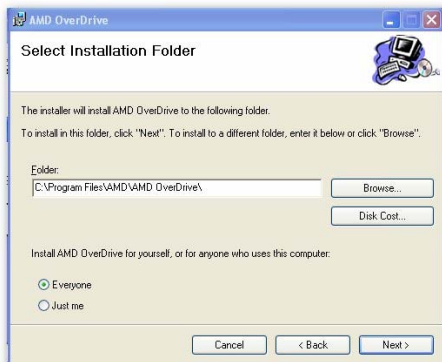 AMD OverDrive
Select Installation Folder
The installer will install AMD OverDrive to the following folder.
To install in this folder, click "Next". To install to a different folder, enter it below or click "Browse".
Folder:
C:\Program Files\AMD\AMD OverDrive\
Browse...
Disk Cost...
Install AMD OverDrive for yourself, or for anyone who uses this computer:
Everyone
Just me
Cancel
< Back
Next >